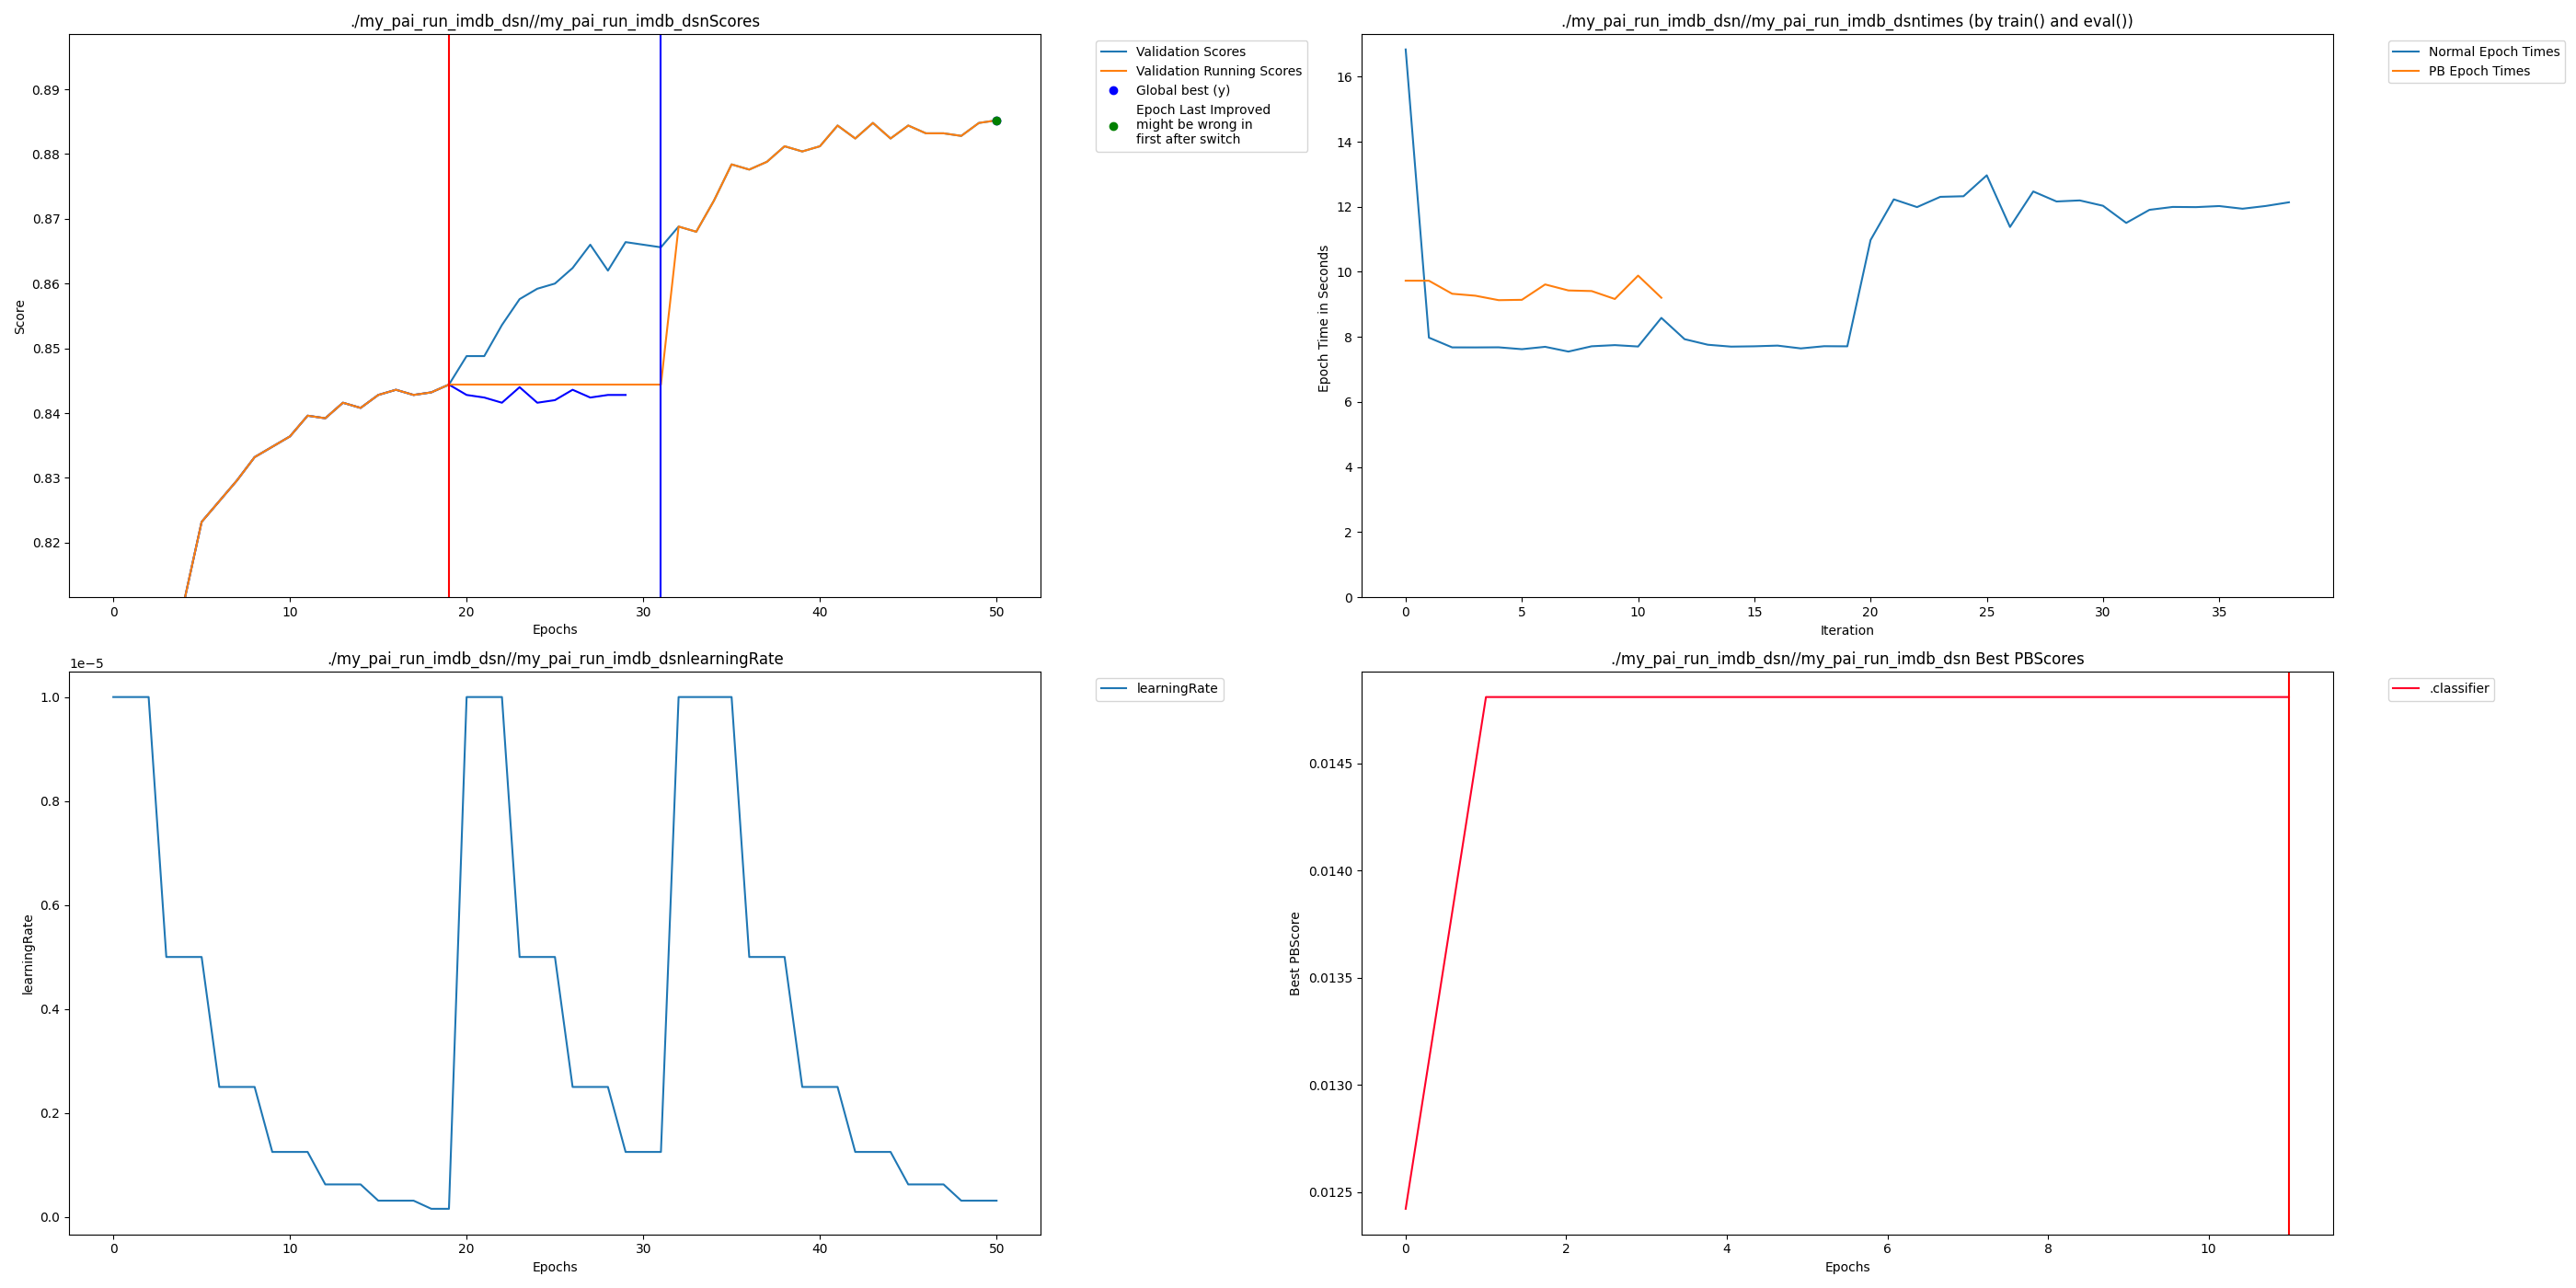 ./my_pai_run_imdb_dsn//my_pai_run_imdb_dsnScores
0.89
0.88
0.87
0.86
0.85
0.84
0.83
0.82
Score
0 10 20 30 40 50
Epochs
Validation Scores
Validation Running Scores
Global best (y)
Epoch Last Improved
might be wrong in
first after switch
./my_pai_run_imdb_dsn//my_pai_run_imdb_dsntimes (by train() and eval())
16
14
12
10
8
6
4
2
0
Epoch Time in Seconds
0 5 10 15 20 25 30 35
Iteration
Normal Epoch Times
PB Epoch Times
./my_pai_run_imdb_dsn//my_pai_run_imdb_dsnlearningRate
1e−5
1.0
0.8
0.6
0.4
0.2
0.0
learningRate
0 10 20 30 40 50
Epochs
learningRate
./my_pai_run_imdb_dsn//my_pai_run_imdb_dsn Best PBScores
0.0145
0.0140
0.0135
0.0130
0.0125
Best PBScore
0 2 4 6 8 10
Epochs
.classifier